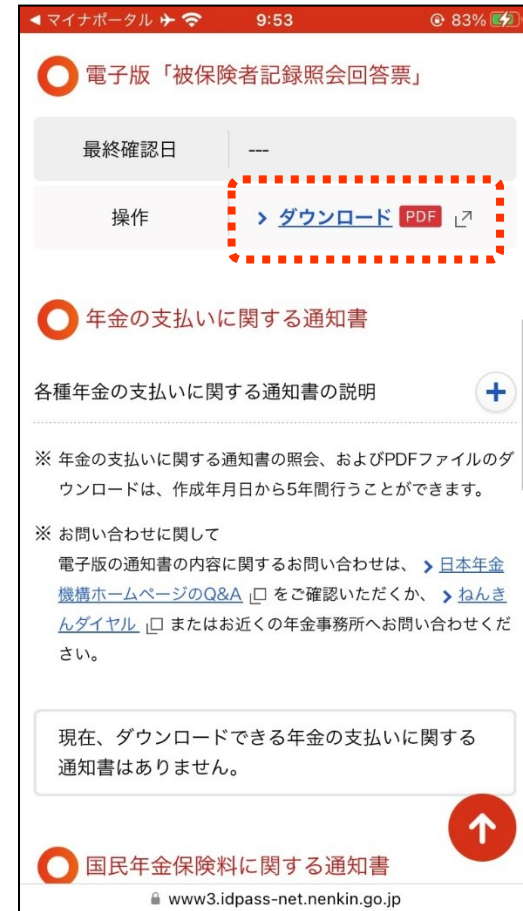 ◀ マイナポータル 9:53 83%
電子版「被保険者記録照会回答票」
最終確認日 ---
操作 > ダウンロード PDF
年金の支払いに関する通知書
各種年金の支払いに関する通知書の説明 +
※ 年金の支払いに関する通知書の照会、およびPDFファイルのダ
ウンロードは、作成年月日から5年間行うことができます。
※ お問い合わせに関して
電子版の通知書の内容に関するお問い合わせは、 > 日本年金
機構ホームページのQ&A をご確認いただくか、 > ねんき
んダイヤル またはお近くの年金事務所へお問い合わせくだ
さい。
現在、ダウンロードできる年金の支払いに関する
通知書はありません。
国民年金保険料に関する通知書
www3.idpass-net.nenkin.go.jp